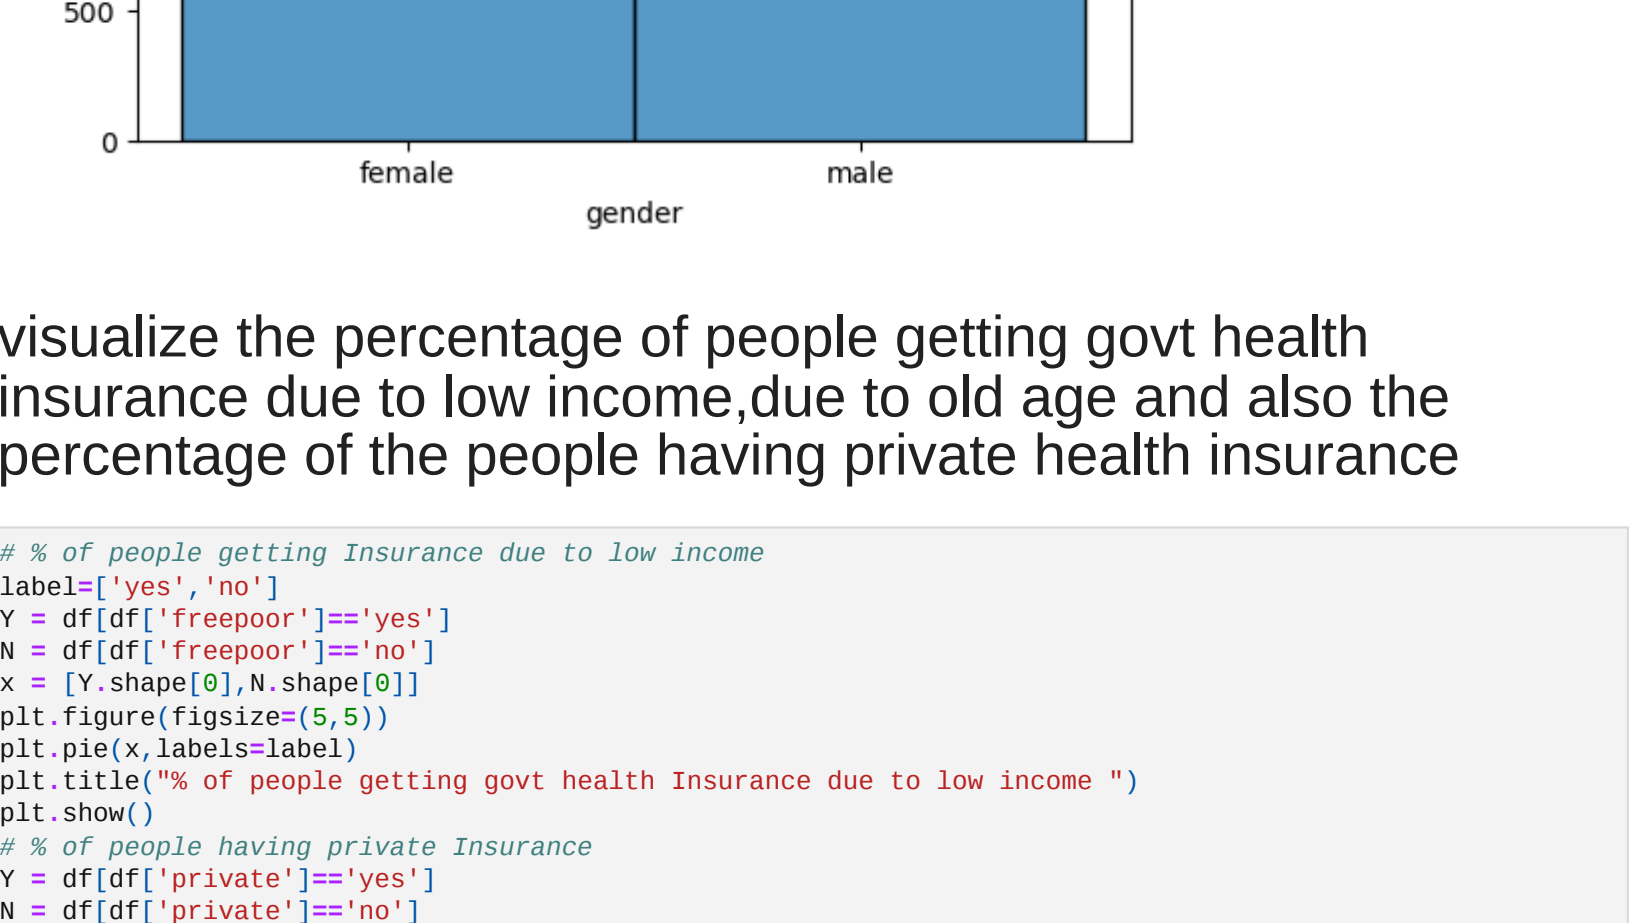 500
0
female male
gender
visualize the percentage of people getting govt health
insurance due to low income,due to old age and also the
percentage of the people having private health insurance
# % of people getting Insurance due to low income
label=['yes','no']
Y = df[df['freepoor']=='yes']
N = df[df['freepoor']=='no']
x = [Y.shape[0],N.shape[0]]
plt.figure(figsize=(5,5))
plt.pie(x,labels=label)
plt.title("% of people getting govt health Insurance due to low income ")
plt.show()
# % of people having private Insurance
Y = df[df['private']=='yes']
N = df[df['private']=='no']